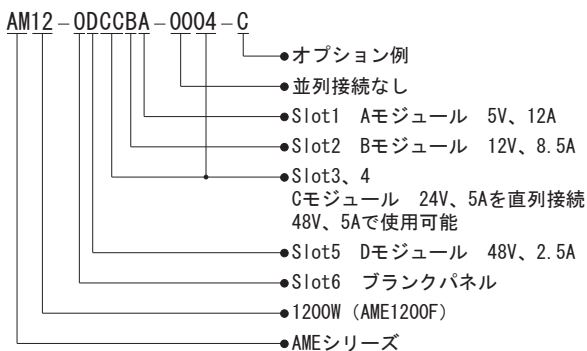 AM12-0DCCBA-0004-C
オプション例
並列接続なし
Slot1 Aモジュール 5V、12A
Slot2 Bモジュール 12V、8.5A
Slot3、4
Cモジュール 24V、5Aを直列接続
48V、5Aで使用可能
Slot5 Dモジュール 48V、2.5A
Slot6 ブランクパネル
1200W（AME1200F）
AMEシリーズ